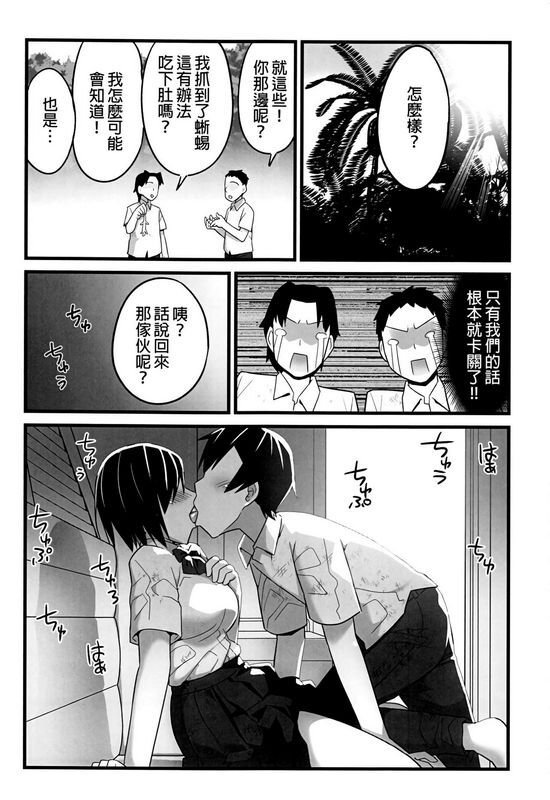 怎麼樣？
就這些！
你那邊呢？
我抓到了蜥蜴
這有辦法
吃下肚嗎？
我怎麼可能
會知道！
也是…
只有我們的話
根本就卡關了!!
咦？
話說回來
那傢伙呢？
ちゅ
ちゅう
はぁ
ちゅう
ちゅぷ
ちゅう
ちゅぷ
ちゅ
ちゅ
はぁ